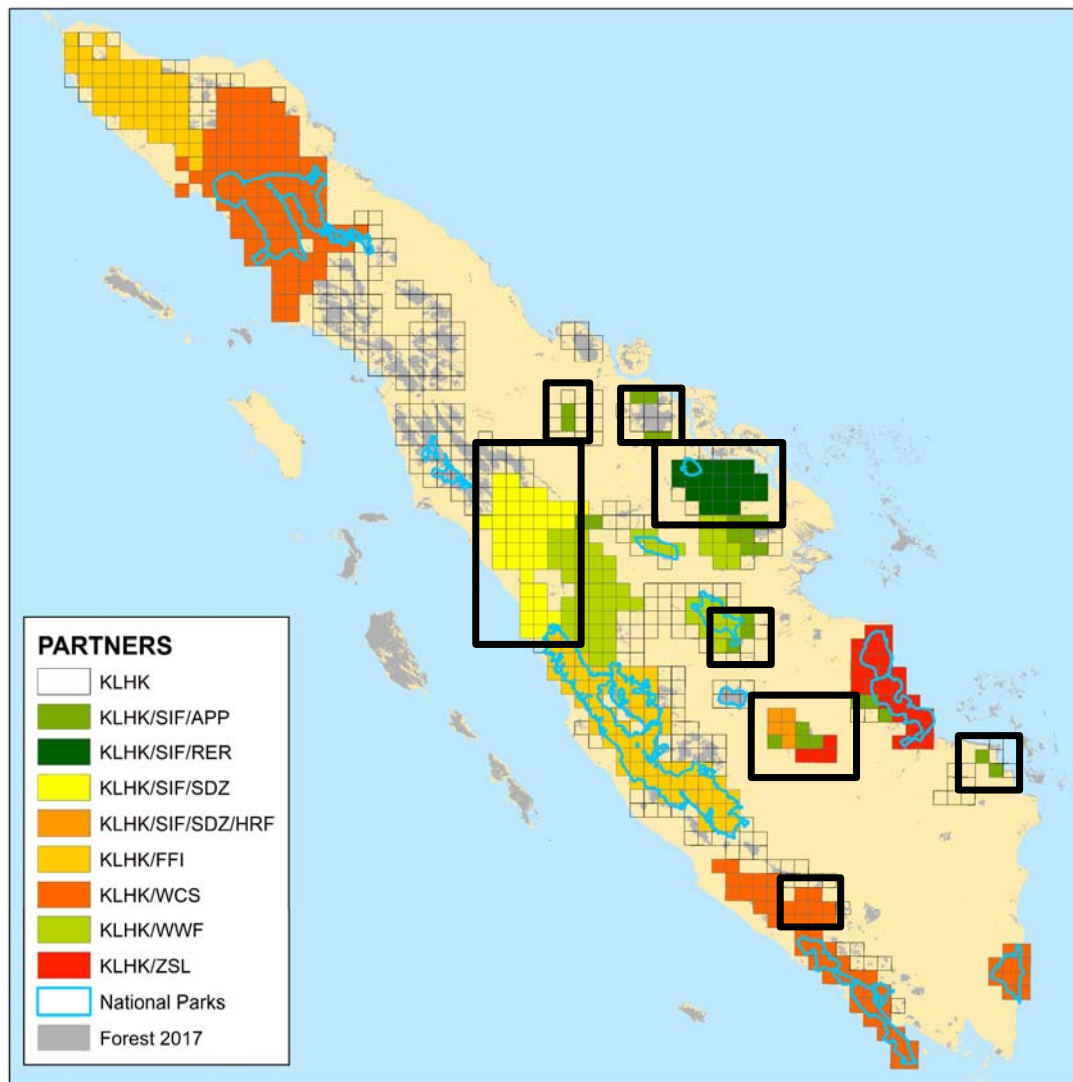 PARTNERS
KLHK
KLHK/SIF/APP
KLHK/SIF/RER
KLHK/SIF/SDZ
KLHK/SIF/SDZ/HRF
KLHK/FFI
KLHK/WCS
KLHK/WWF
KLHK/ZSL
National Parks
Forest 2017